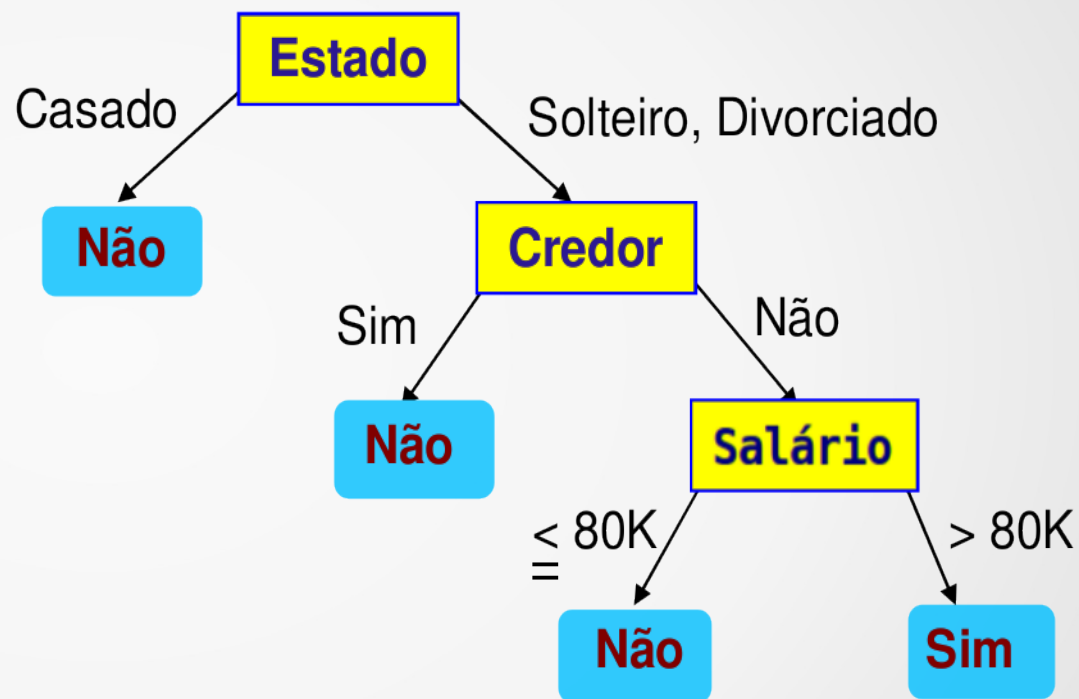 Estado
Casado
Solteiro, Divorciado
Não
Credor
Sim
Não
Não
Salário
< 80K
=
> 80K
Não
Sim